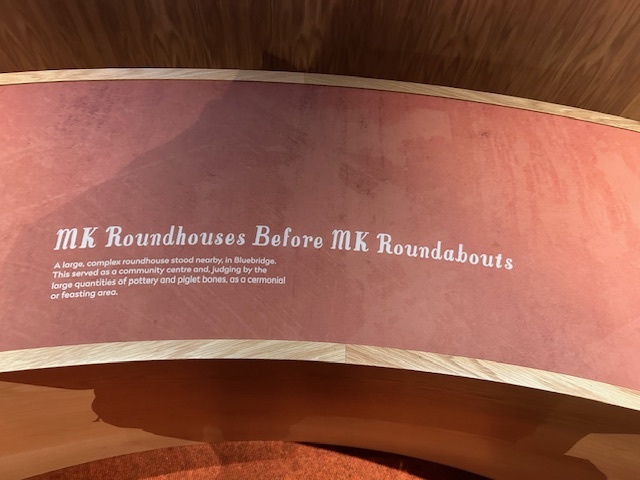 MK Roundhouses Before MK Roundabouts
A large, complex roundhouse stood nearby, in Bluebridge.
This served as a community centre and, judging by the
large quantities of pottery and piglet bones, as a cermonial
or feasting area.